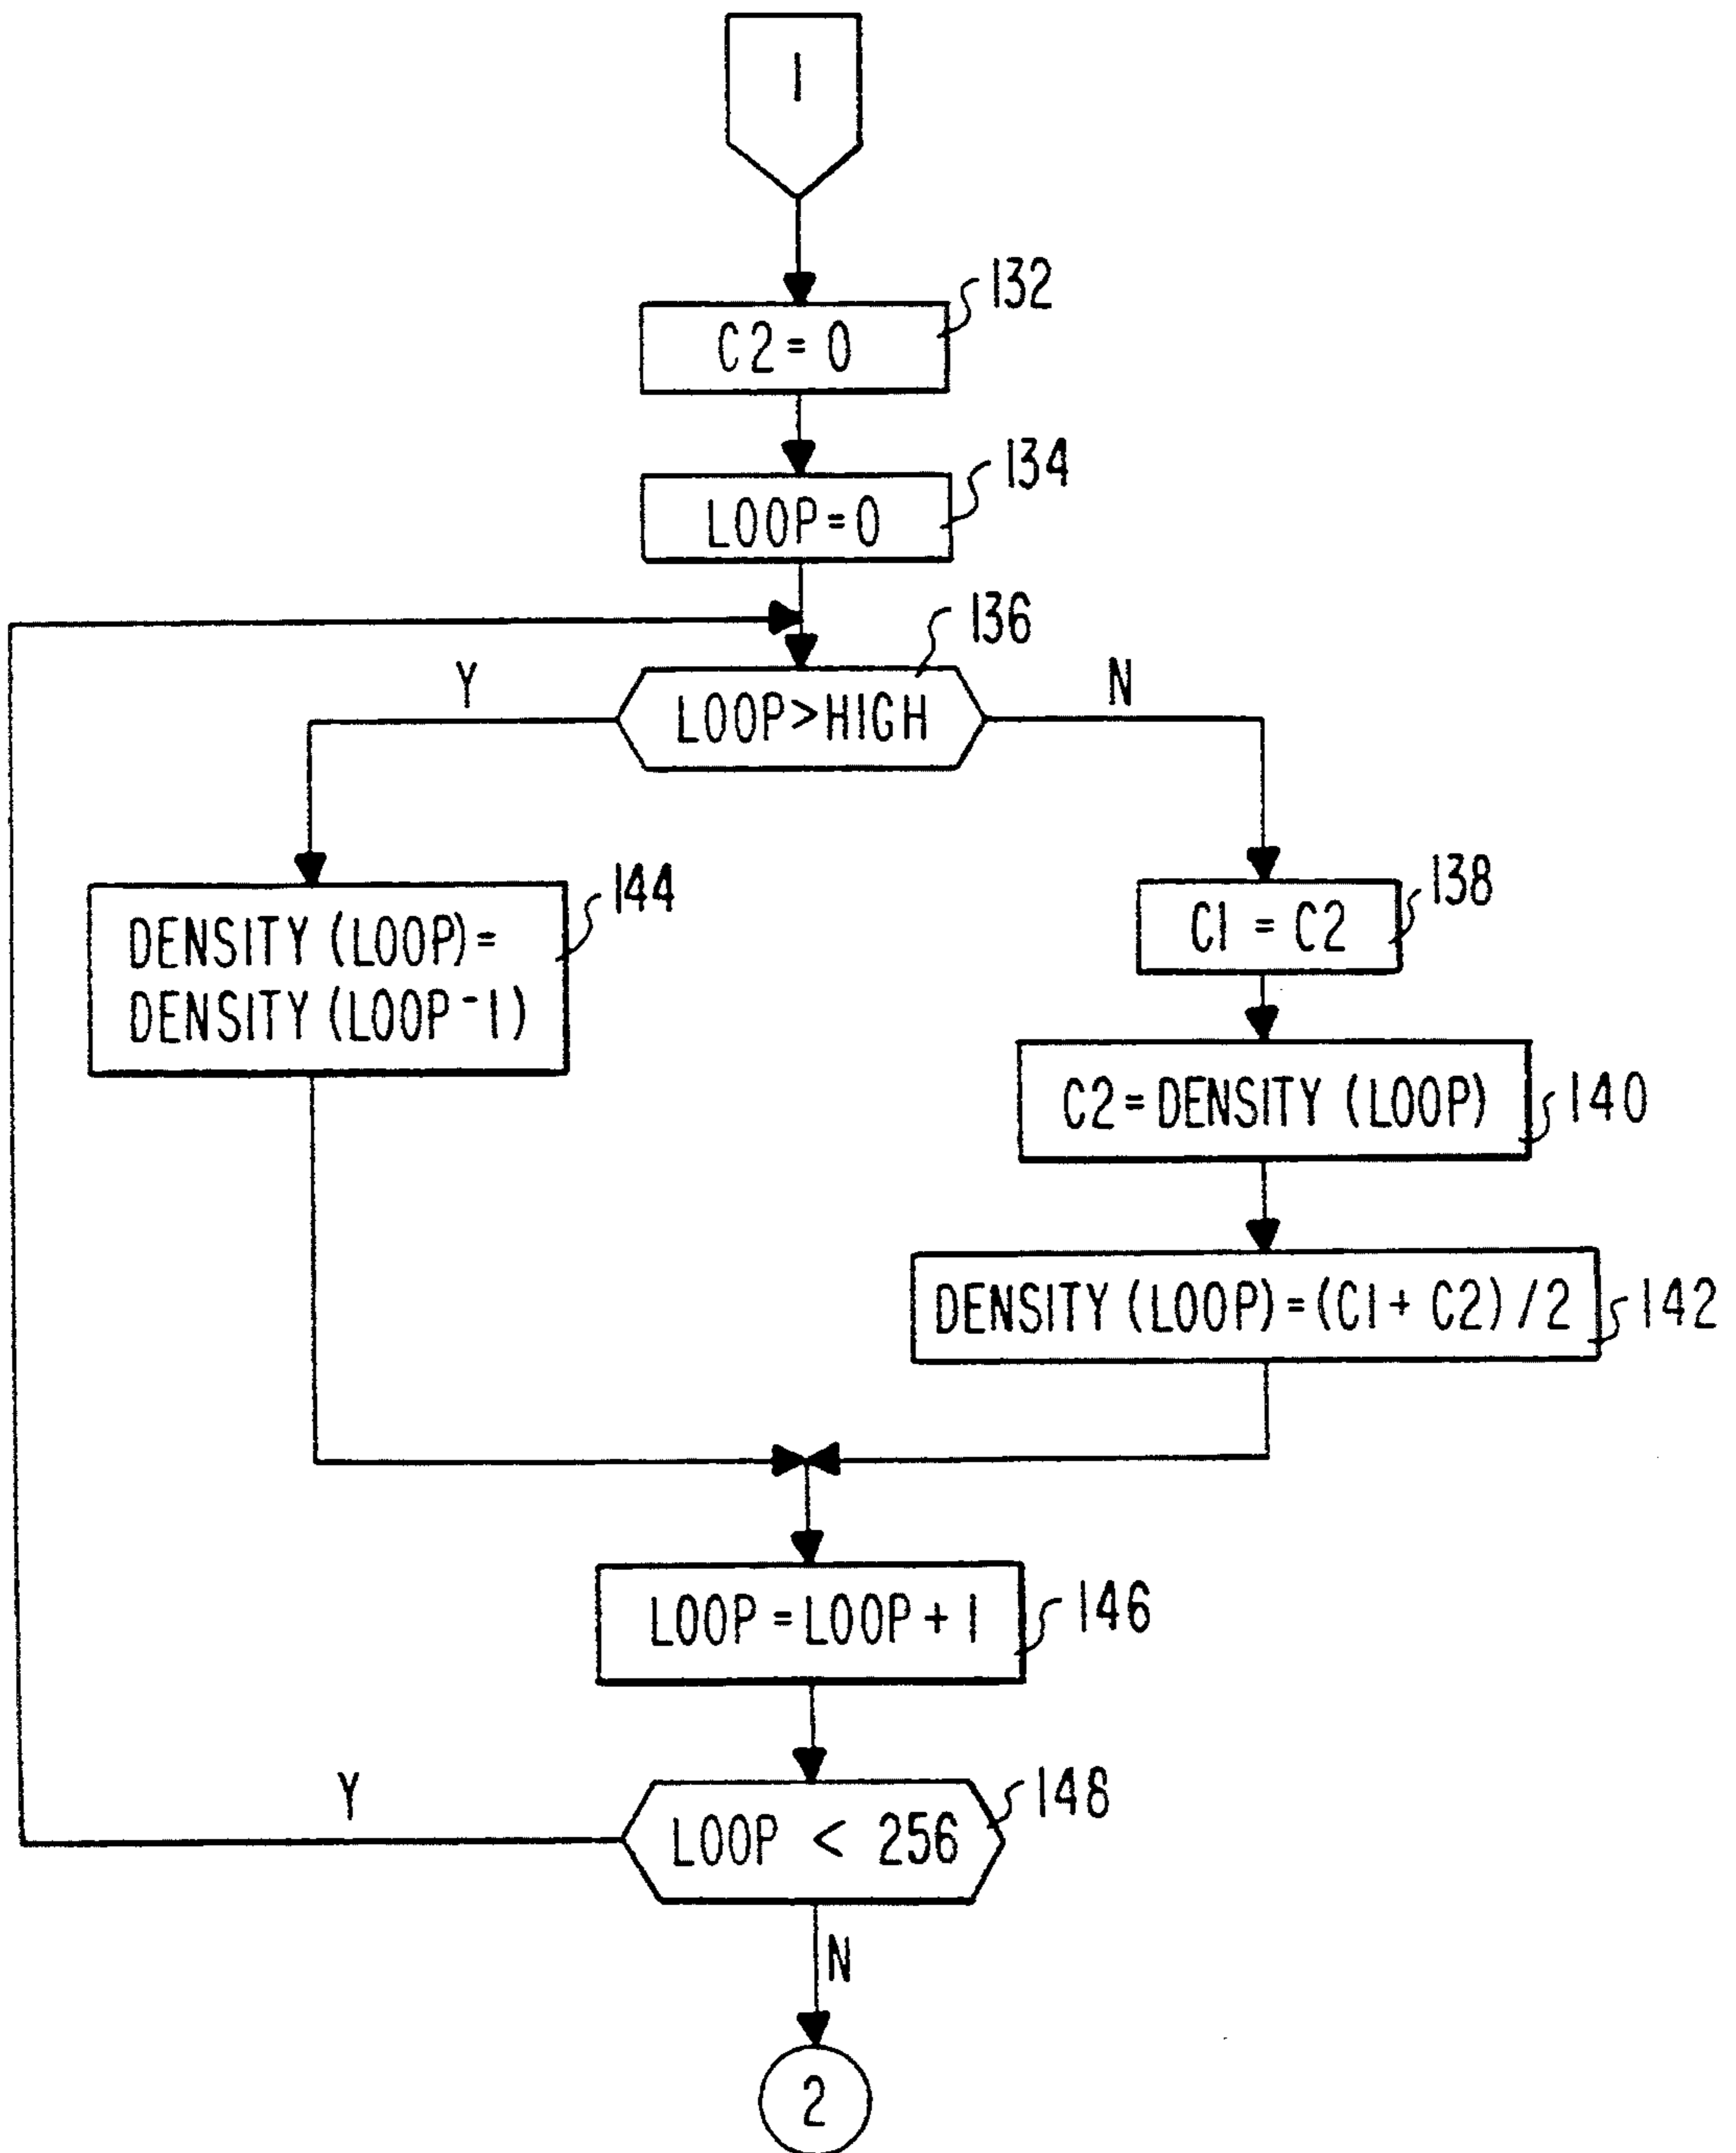 1
132
C2 = 0
134
LOOP = 0
136
Y
LOOP>HIGH
N
144
DENSITY (LOOP) =
DENSITY (LOOP-1)
138
C1 = C2
C2 = DENSITY (LOOP)
140
DENSITY (LOOP) = (C1 + C2) / 2
142
LOOP = LOOP + 1
146
Y
148
LOOP < 256
N
2